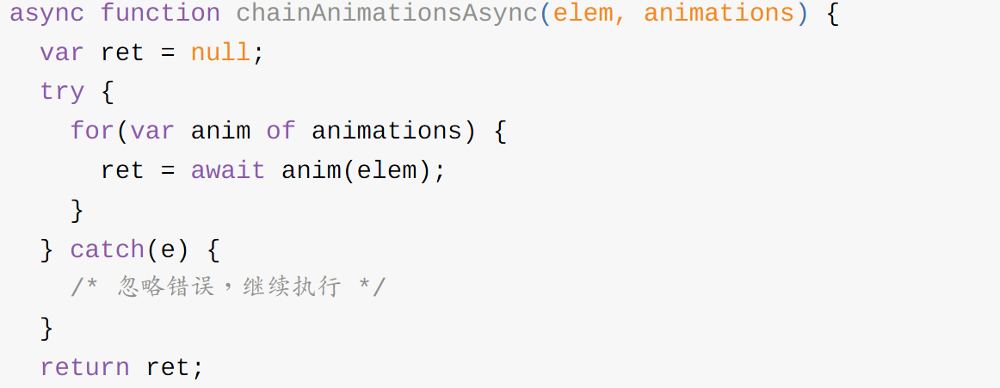 async function chainAnimationsAsync(elem, animations) {
  var ret = null;
  try {
    for(var anim of animations) {
      ret = await anim(elem);
    }
  } catch(e) {
    /* 忽略错误，继续执行 */
  }
  return ret;